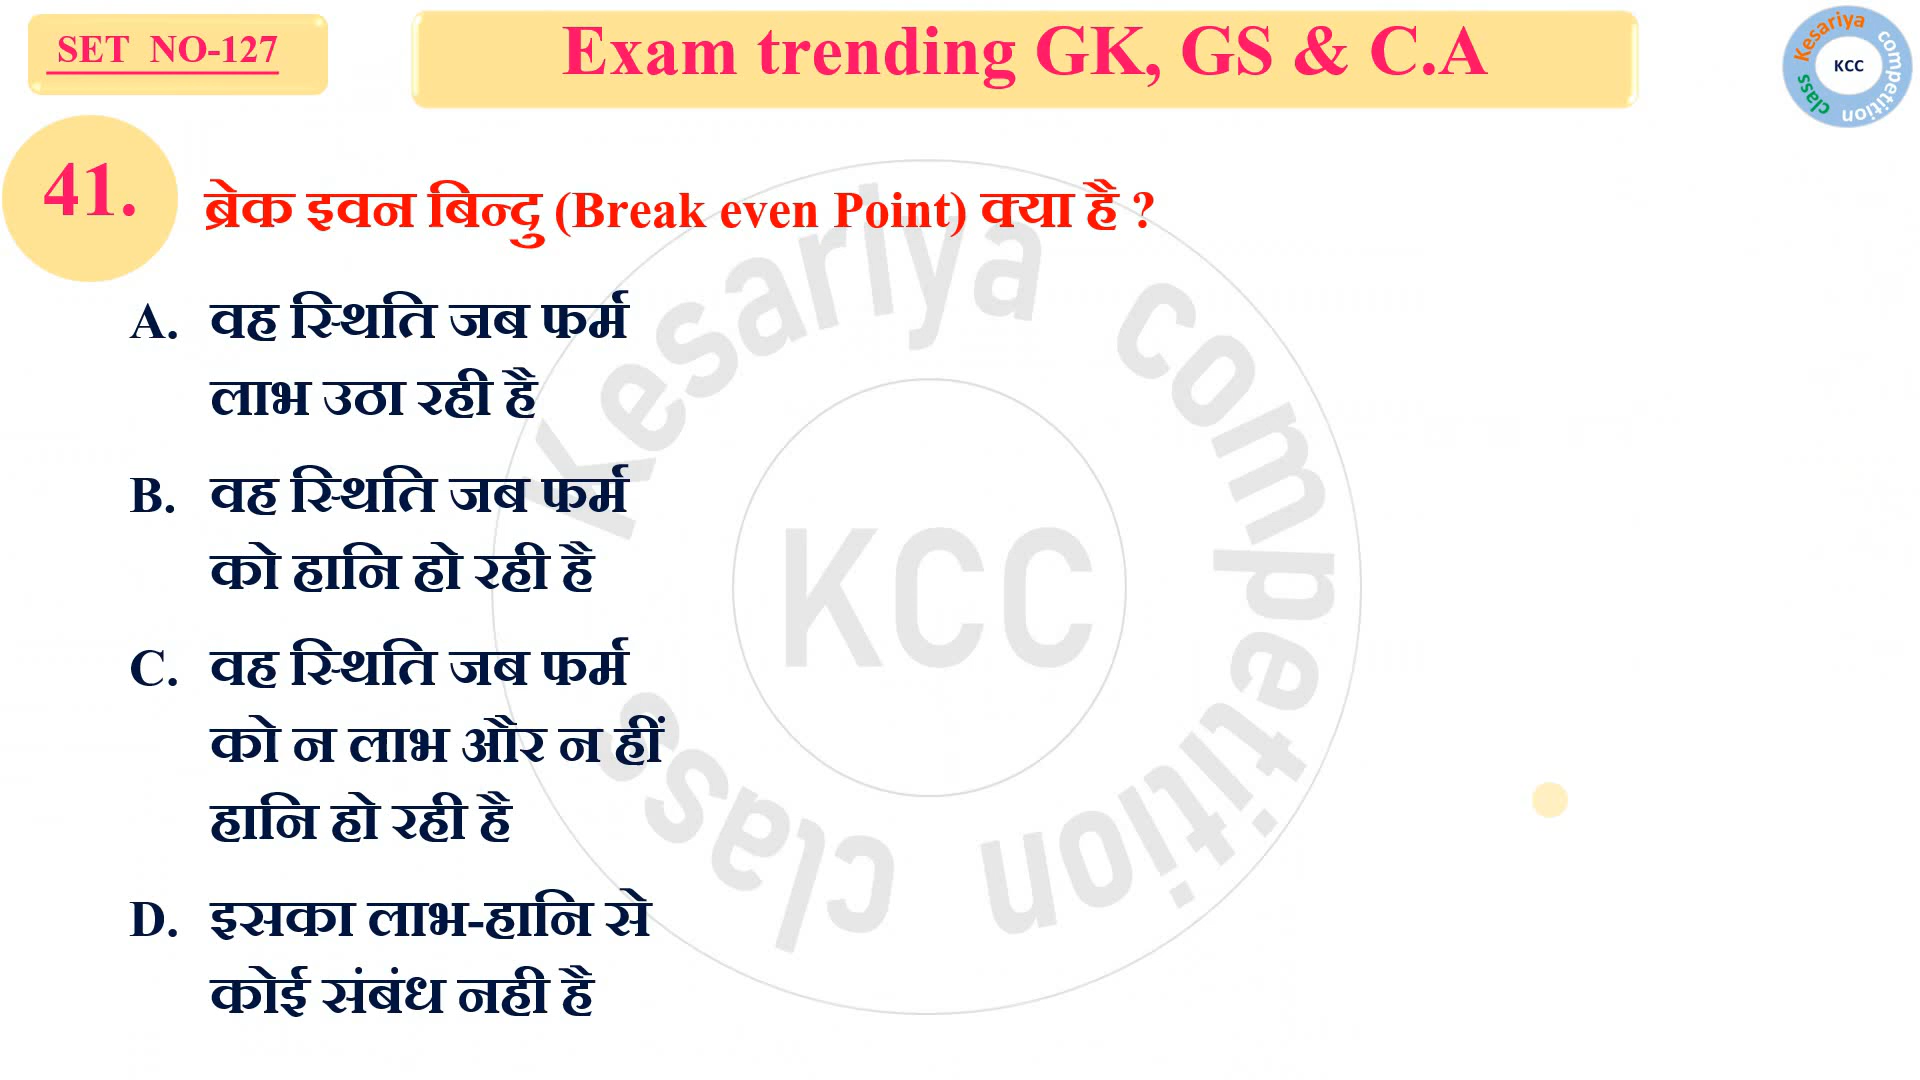 SET NO-127
Exam trending GK, GS & C.A
Kesariya competition class
KCC
41.
ब्रेक इवन बिन्दु (Break even Point) क्या है ?
A. वह स्थिति जब फर्म
लाभ उठा रही है
B. वह स्थिति जब फर्म
को हानि हो रही है
C. वह स्थिति जब फर्म
को न लाभ और न हीं
हानि हो रही है
D. इसका लाभ-हानि से
कोई संबंध नही है
Kesariya competition class
KCC